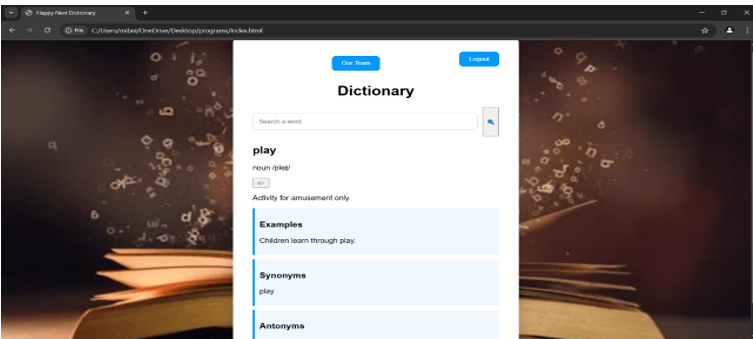 Happy Nest Dictionary
File C:/Users/mibni/OneDrive/Desktop/programs/index.html
Our Team
Logout
Dictionary
Search a word
play
noun /pleɪ/
Activity for amusement only.
Examples
Children learn through play.
Synonyms
play
Antonyms